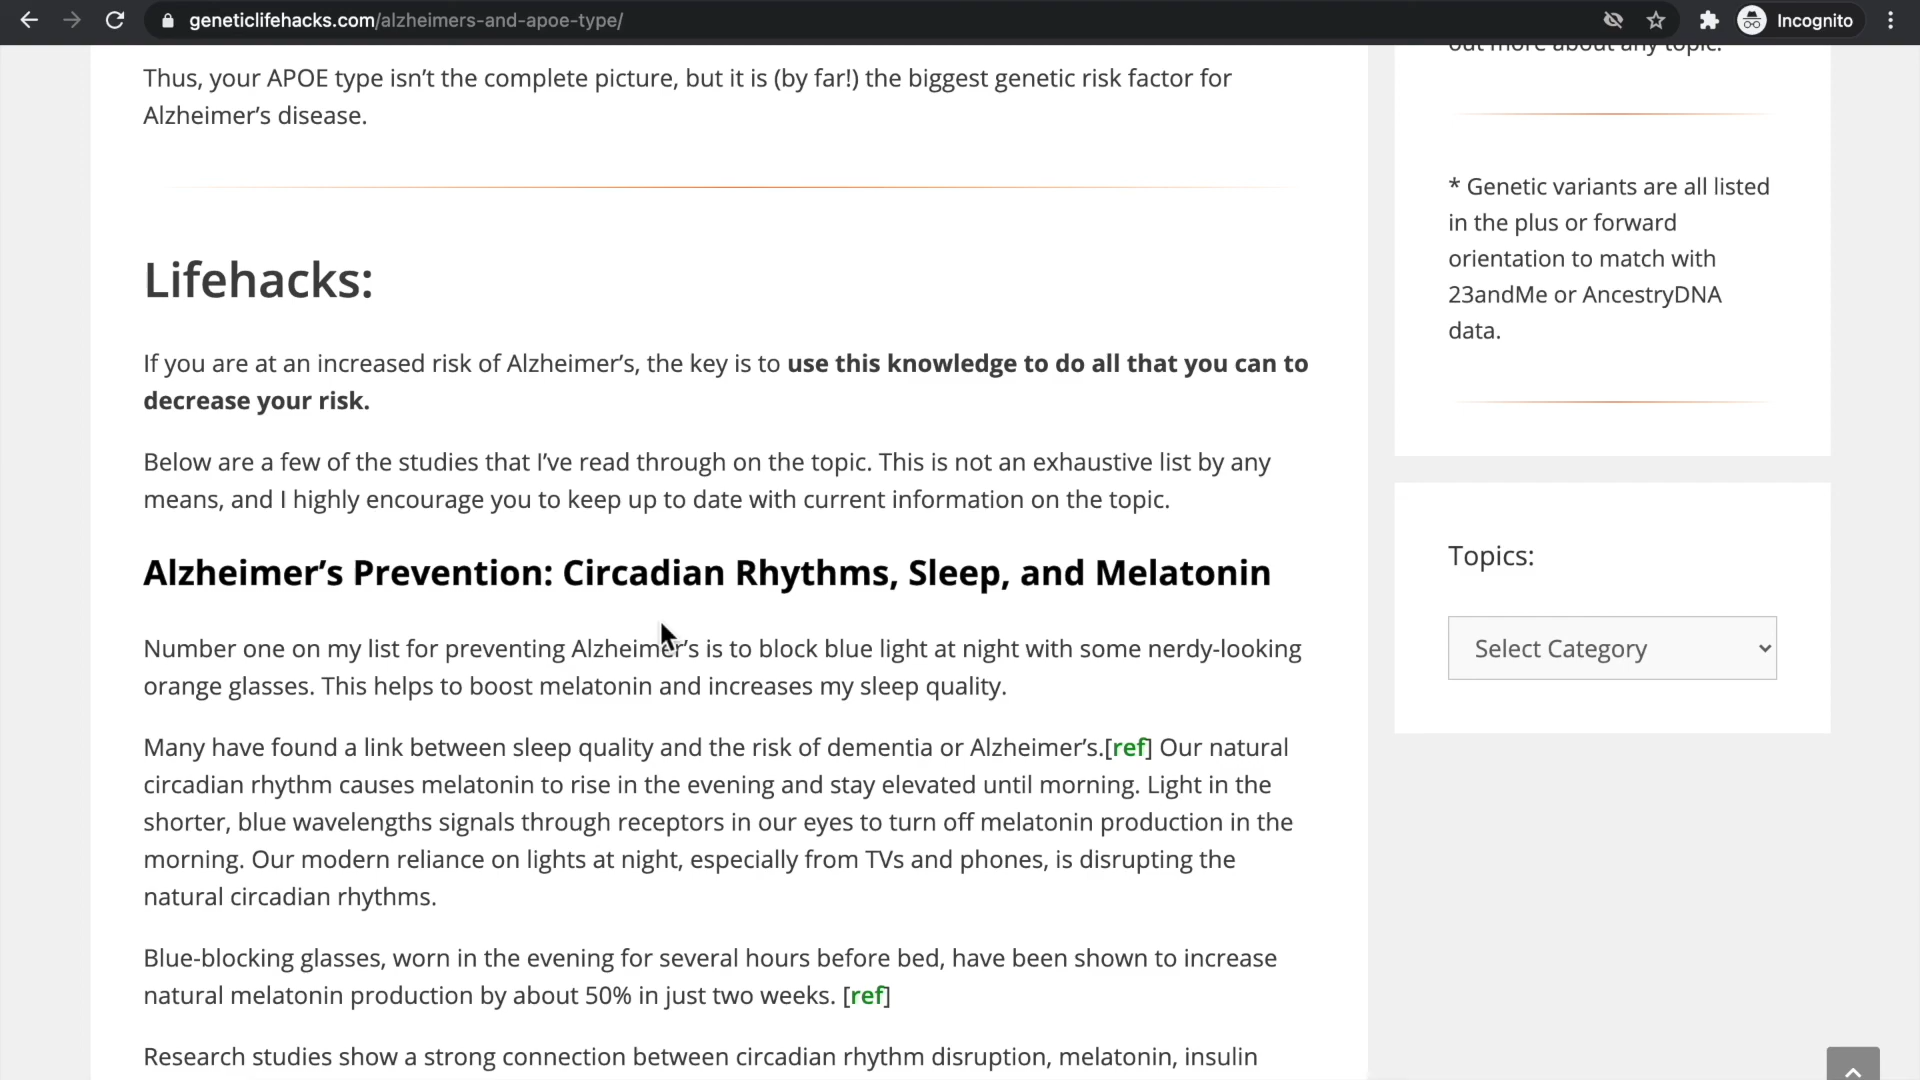 geneticlifehacks.com/alzheimers-and-apoe-type/
Incognito
Thus, your APOE type isn’t the complete picture, but it is (by far!) the biggest genetic risk factor for
Alzheimer’s disease.
Lifehacks:
If you are at an increased risk of Alzheimer’s, the key is to use this knowledge to do all that you can to
decrease your risk.
Below are a few of the studies that I’ve read through on the topic. This is not an exhaustive list by any
means, and I highly encourage you to keep up to date with current information on the topic.
Alzheimer’s Prevention: Circadian Rhythms, Sleep, and Melatonin
Number one on my list for preventing Alzheimer’s is to block blue light at night with some nerdy-looking
orange glasses. This helps to boost melatonin and increases my sleep quality.
Many have found a link between sleep quality and the risk of dementia or Alzheimer’s.[ref] Our natural
circadian rhythm causes melatonin to rise in the evening and stay elevated until morning. Light in the
shorter, blue wavelengths signals through receptors in our eyes to turn off melatonin production in the
morning. Our modern reliance on lights at night, especially from TVs and phones, is disrupting the
natural circadian rhythms.
Blue-blocking glasses, worn in the evening for several hours before bed, have been shown to increase
natural melatonin production by about 50% in just two weeks. [ref]
Research studies show a strong connection between circadian rhythm disruption, melatonin, insulin
out more about any topic.
* Genetic variants are all listed
in the plus or forward
orientation to match with
23andMe or AncestryDNA
data.
Topics:
Select Category